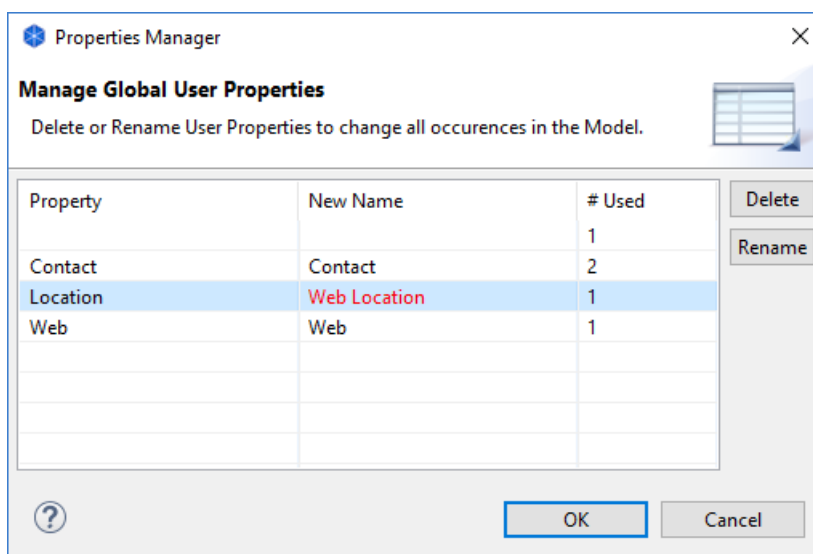 Properties Manager
Manage Global User Properties
Delete or Rename User Properties to change all occurences in the Model.
Property New Name # Used
1
Contact Contact 2
Location Web Location 1
Web Web 1
Delete
Rename
?
OK Cancel